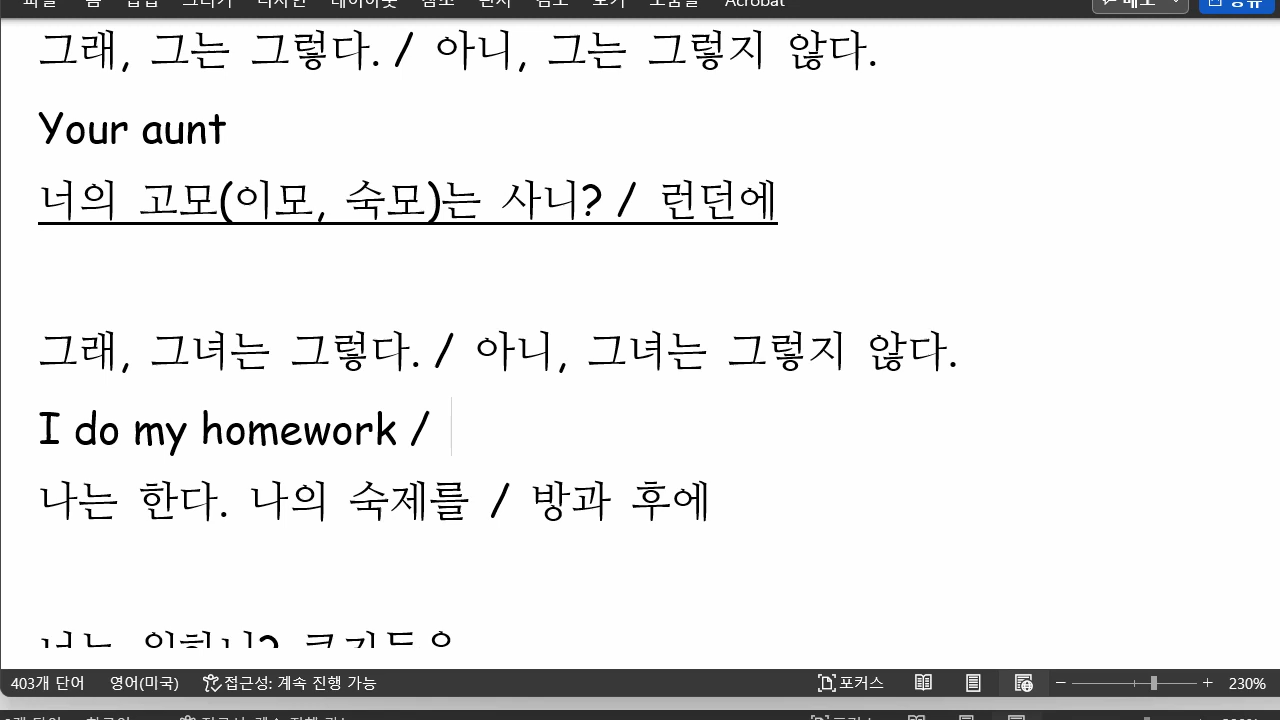 Acrobat
그래, 그는 그렇다. / 아니, 그는 그렇지 않다.
Your aunt
너의 고모(이모, 숙모)는 사니? / 런던에
그래, 그녀는 그렇다. / 아니, 그녀는 그렇지 않다.
I do my homework /
나는 한다. 나의 숙제를 / 방과 후에
403개 단어 영어(미국) 접근성: 계속 진행 가능 포커스 230%